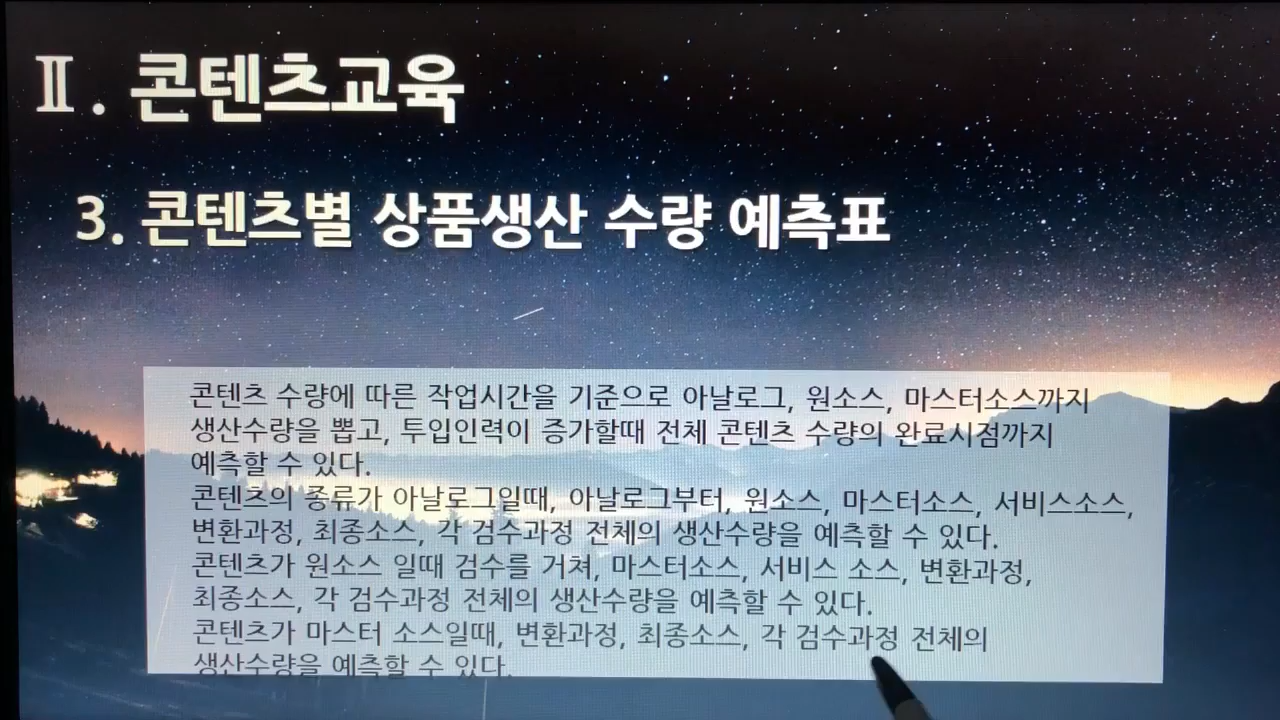 Ⅱ. 콘텐츠교육
3. 콘텐츠별 상품생산 수량 예측표
콘텐츠 수량에 따른 작업시간을 기준으로 아날로그, 원소스, 마스터소스까지
생산수량을 뽑고, 투입인력이 증가할때 전체 콘텐츠 수량의 완료시점까지
예측할 수 있다.
콘텐츠의 종류가 아날로그일때, 아날로그부터, 원소스, 마스터소스, 서비스소스,
변환과정, 최종소스, 각 검수과정 전체의 생산수량을 예측할 수 있다.
콘텐츠가 원소스 일때 검수를 거쳐, 마스터소스, 서비스 소스, 변환과정,
최종소스, 각 검수과정 전체의 생산수량을 예측할 수 있다.
콘텐츠가 마스터 소스일때, 변환과정, 최종소스, 각 검수과정 전체의
생산수량을 예측할 수 있다.